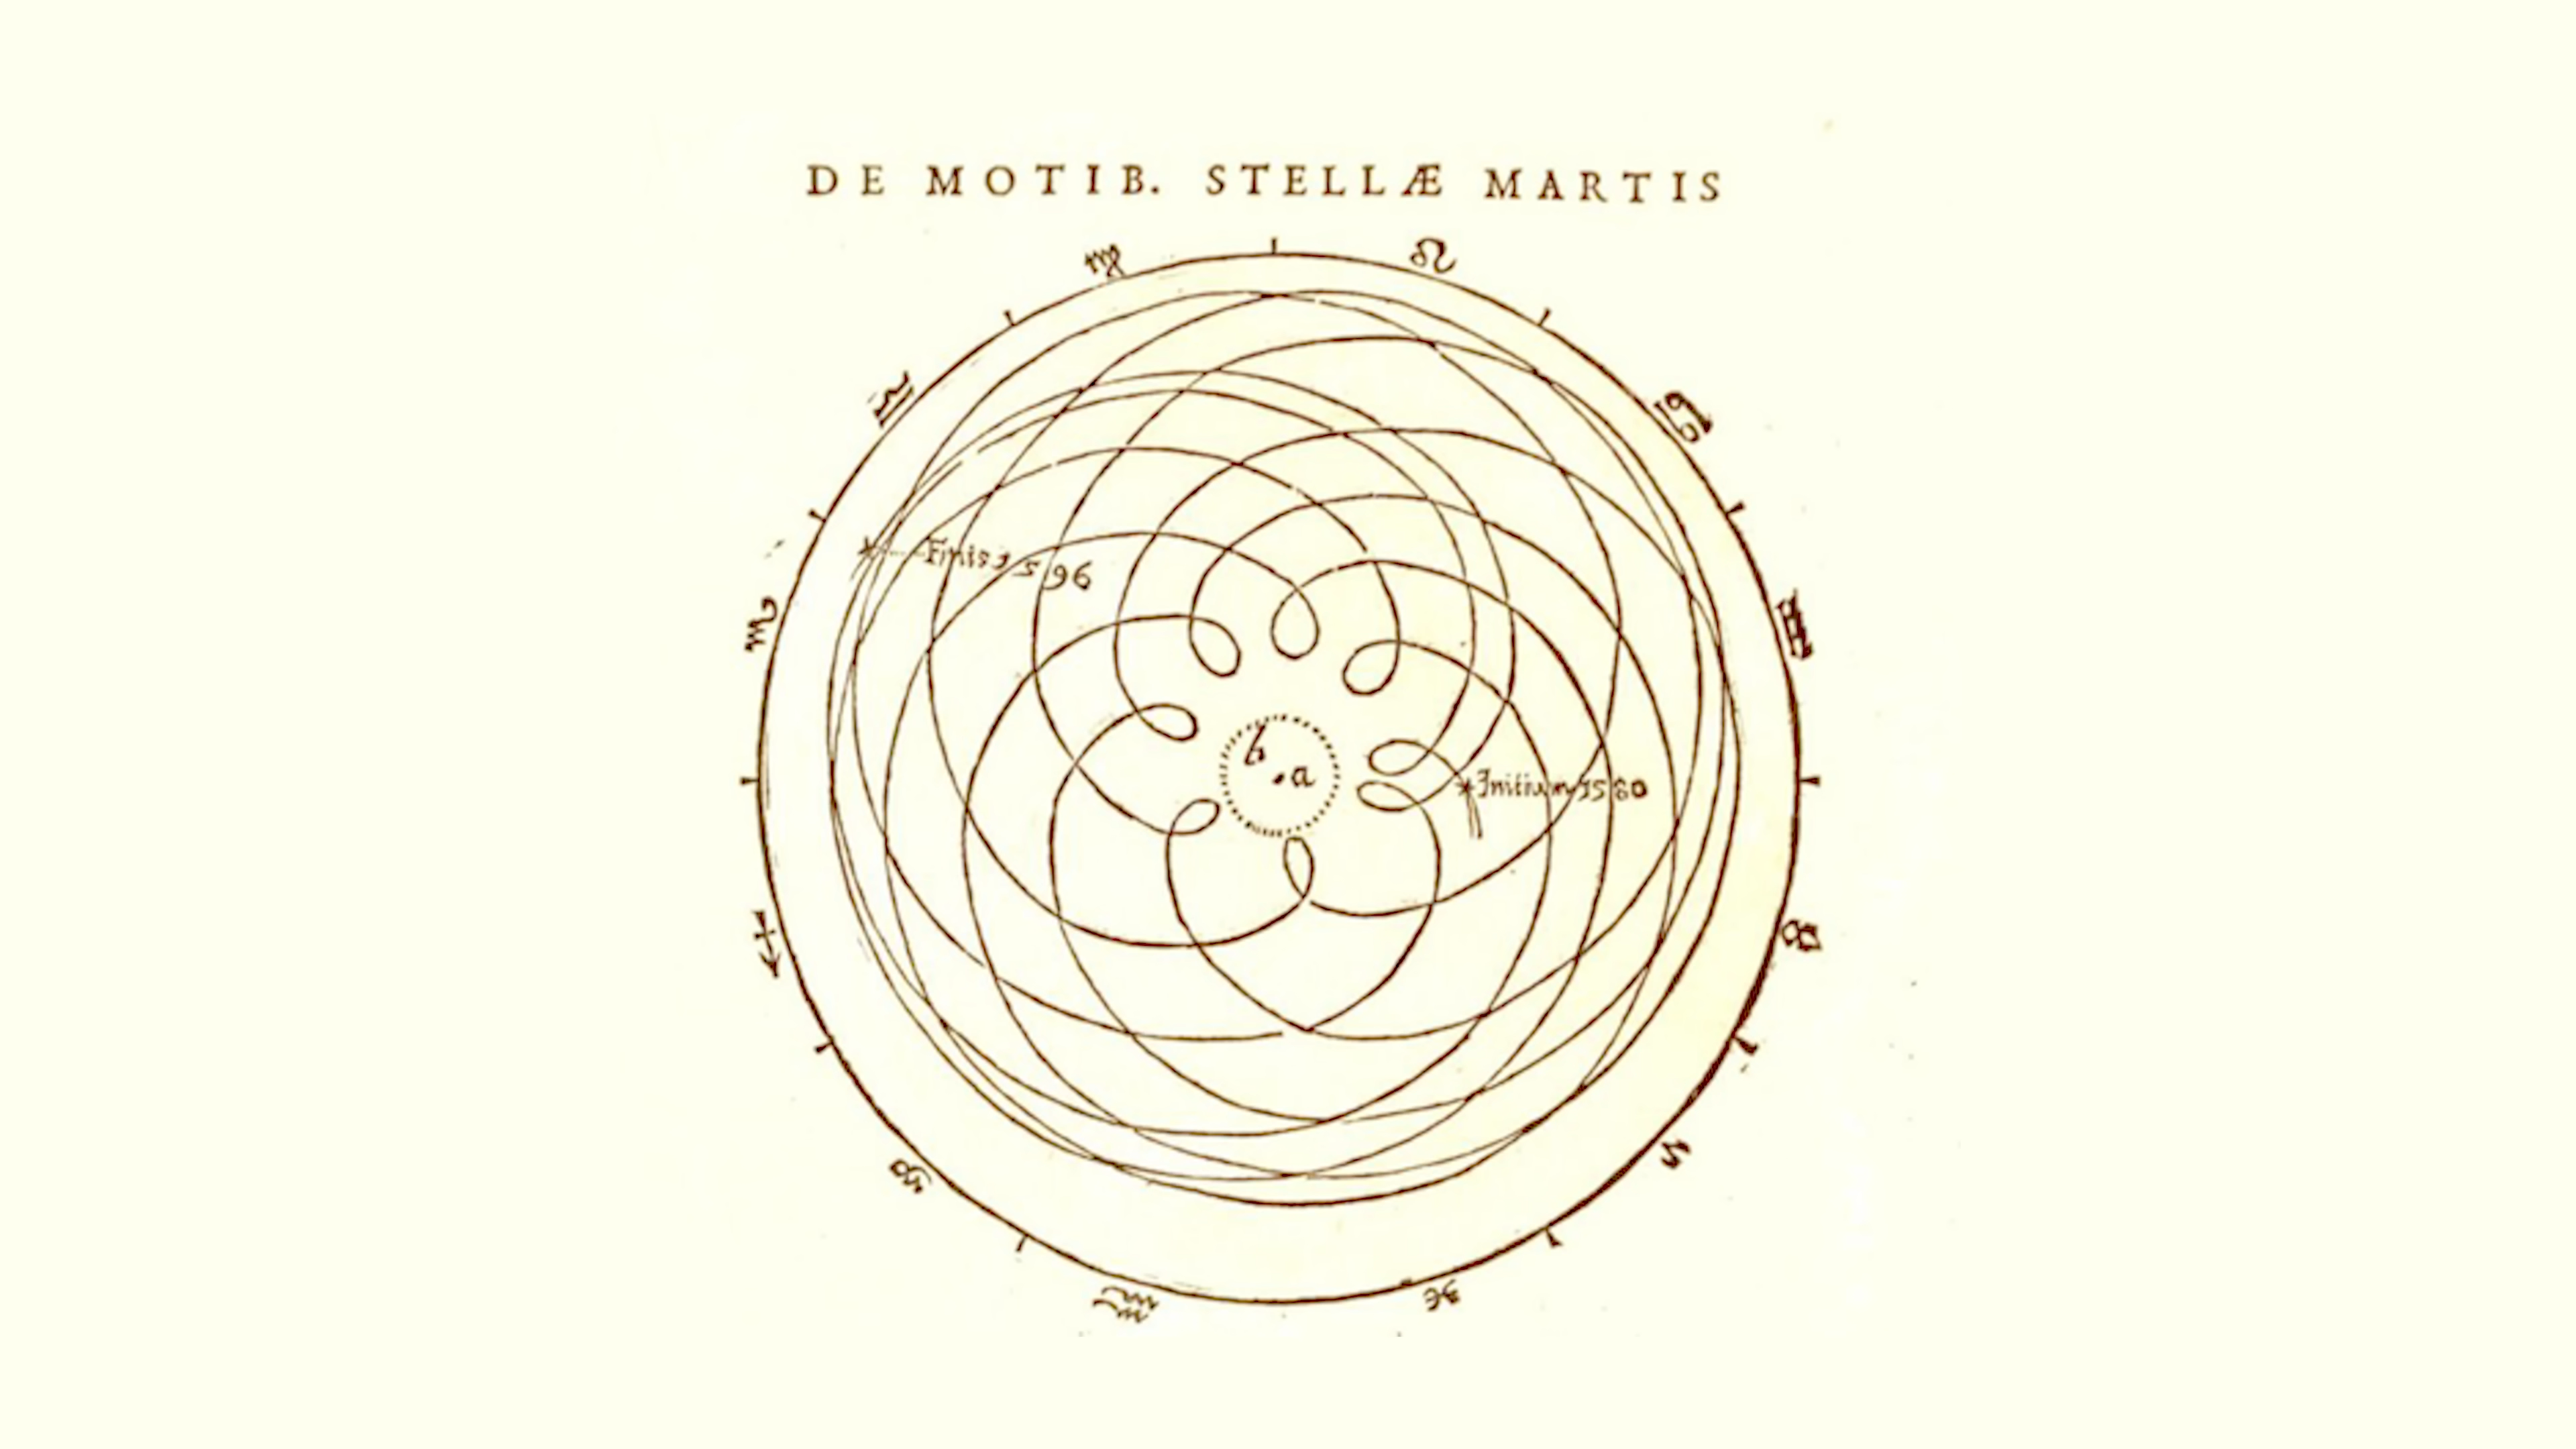 DE MOTIB. STELLÆ MARTIS
♍ ♌
♎ ♋
Finis 1596
♏ ♊
b
a
Initium 1580
♐ ♉
♑ ♈
♒ ♓